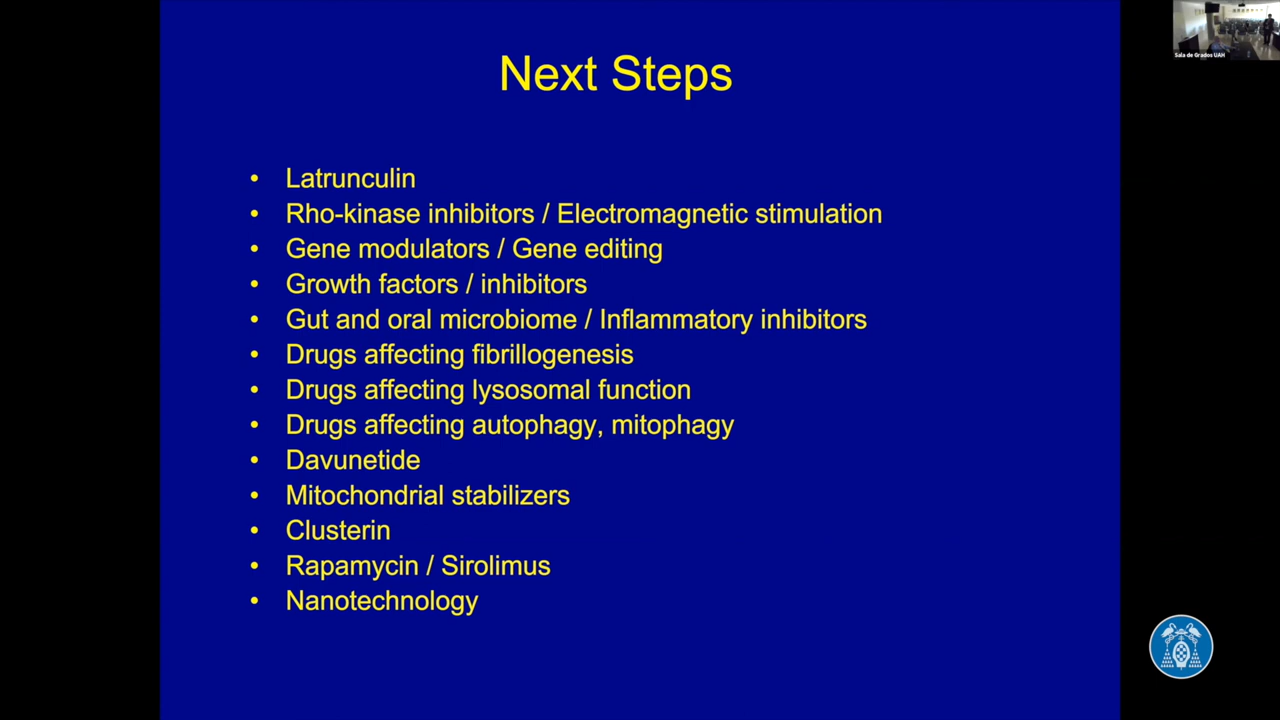 Sala de Grados UAH
Next Steps
• Latrunculin
• Rho-kinase inhibitors / Electromagnetic stimulation
• Gene modulators / Gene editing
• Growth factors / inhibitors
• Gut and oral microbiome / Inflammatory inhibitors
• Drugs affecting fibrillogenesis
• Drugs affecting lysosomal function
• Drugs affecting autophagy, mitophagy
• Davunetide
• Mitochondrial stabilizers
• Clusterin
• Rapamycin / Sirolimus
• Nanotechnology